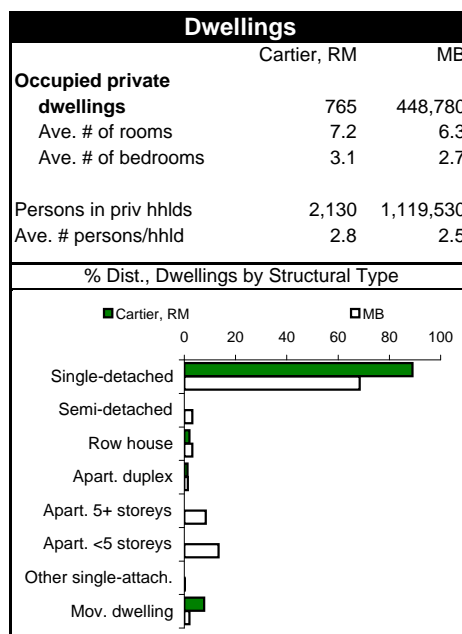 Dwellings
Cartier, RM MB
Occupied private
dwellings 765 448,780
Ave. # of rooms 7.2 6.3
Ave. # of bedrooms 3.1 2.7
Persons in priv hhlds 2,130 1,119,530
Ave. # persons/hhld 2.8 2.5
% Dist., Dwellings by Structural Type
Cartier, RM MB
0 20 40 60 80 100
Single-detached
Semi-detached
Row house
Apart. duplex
Apart. 5+ storeys
Apart. <5 storeys
Other single-attach.
Mov. dwelling